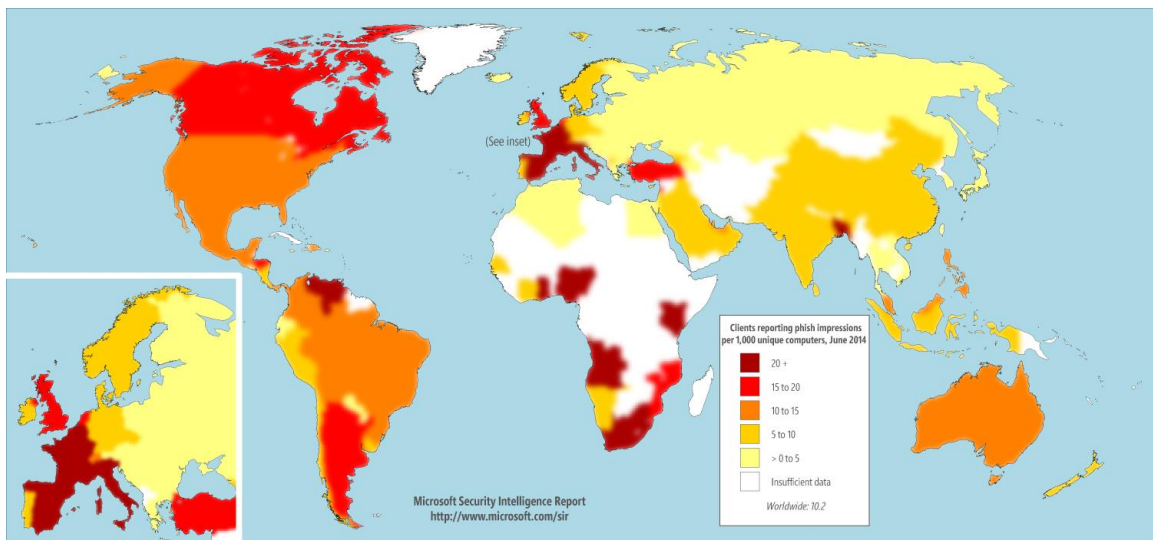 (See inset)
Clients reporting phish impressions
per 1,000 unique computers, June 2014
20 +
15 to 20
10 to 15
5 to 10
> 0 to 5
Insufficient data
Worldwide: 10.2
Microsoft Security Intelligence Report
http://www.microsoft.com/sir